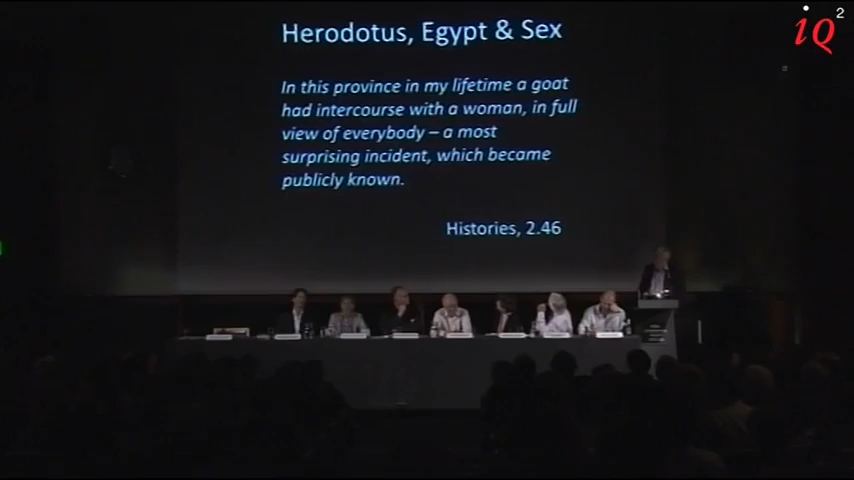 iQ2
Herodotus, Egypt & Sex
In this province in my lifetime a goat
had intercourse with a woman, in full
view of everybody – a most
surprising incident, which became
publicly known.
Histories, 2.46